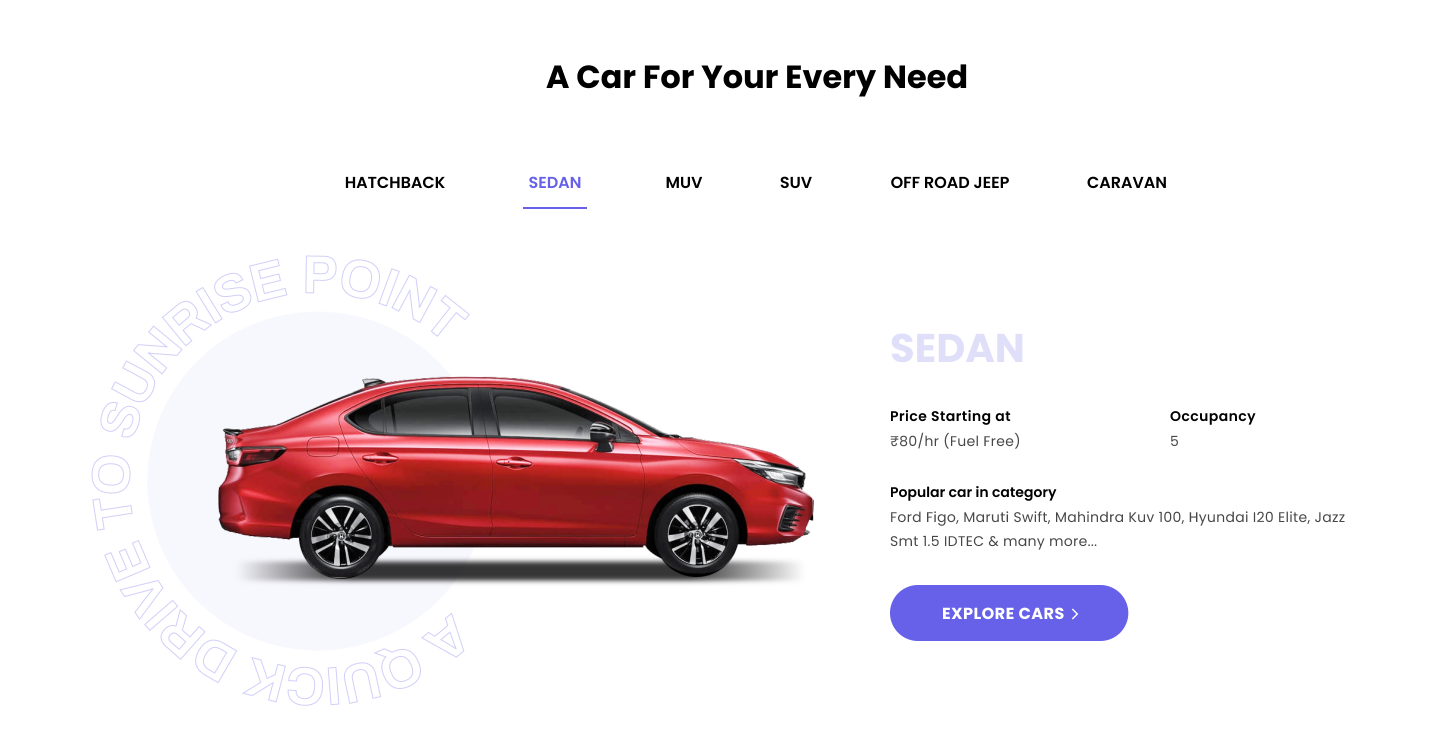 A Car For Your Every Need
HATCHBACK SEDAN MUV SUV OFF ROAD JEEP CARAVAN
A QUICK DRIVE TO SUNRISE POINT
SEDAN
Price Starting at Occupancy
₹80/hr (Fuel Free) 5
Popular car in category
Ford Figo, Maruti Swift, Mahindra Kuv 100, Hyundai I20 Elite, Jazz
Smt 1.5 IDTEC & many more...
EXPLORE CARS >